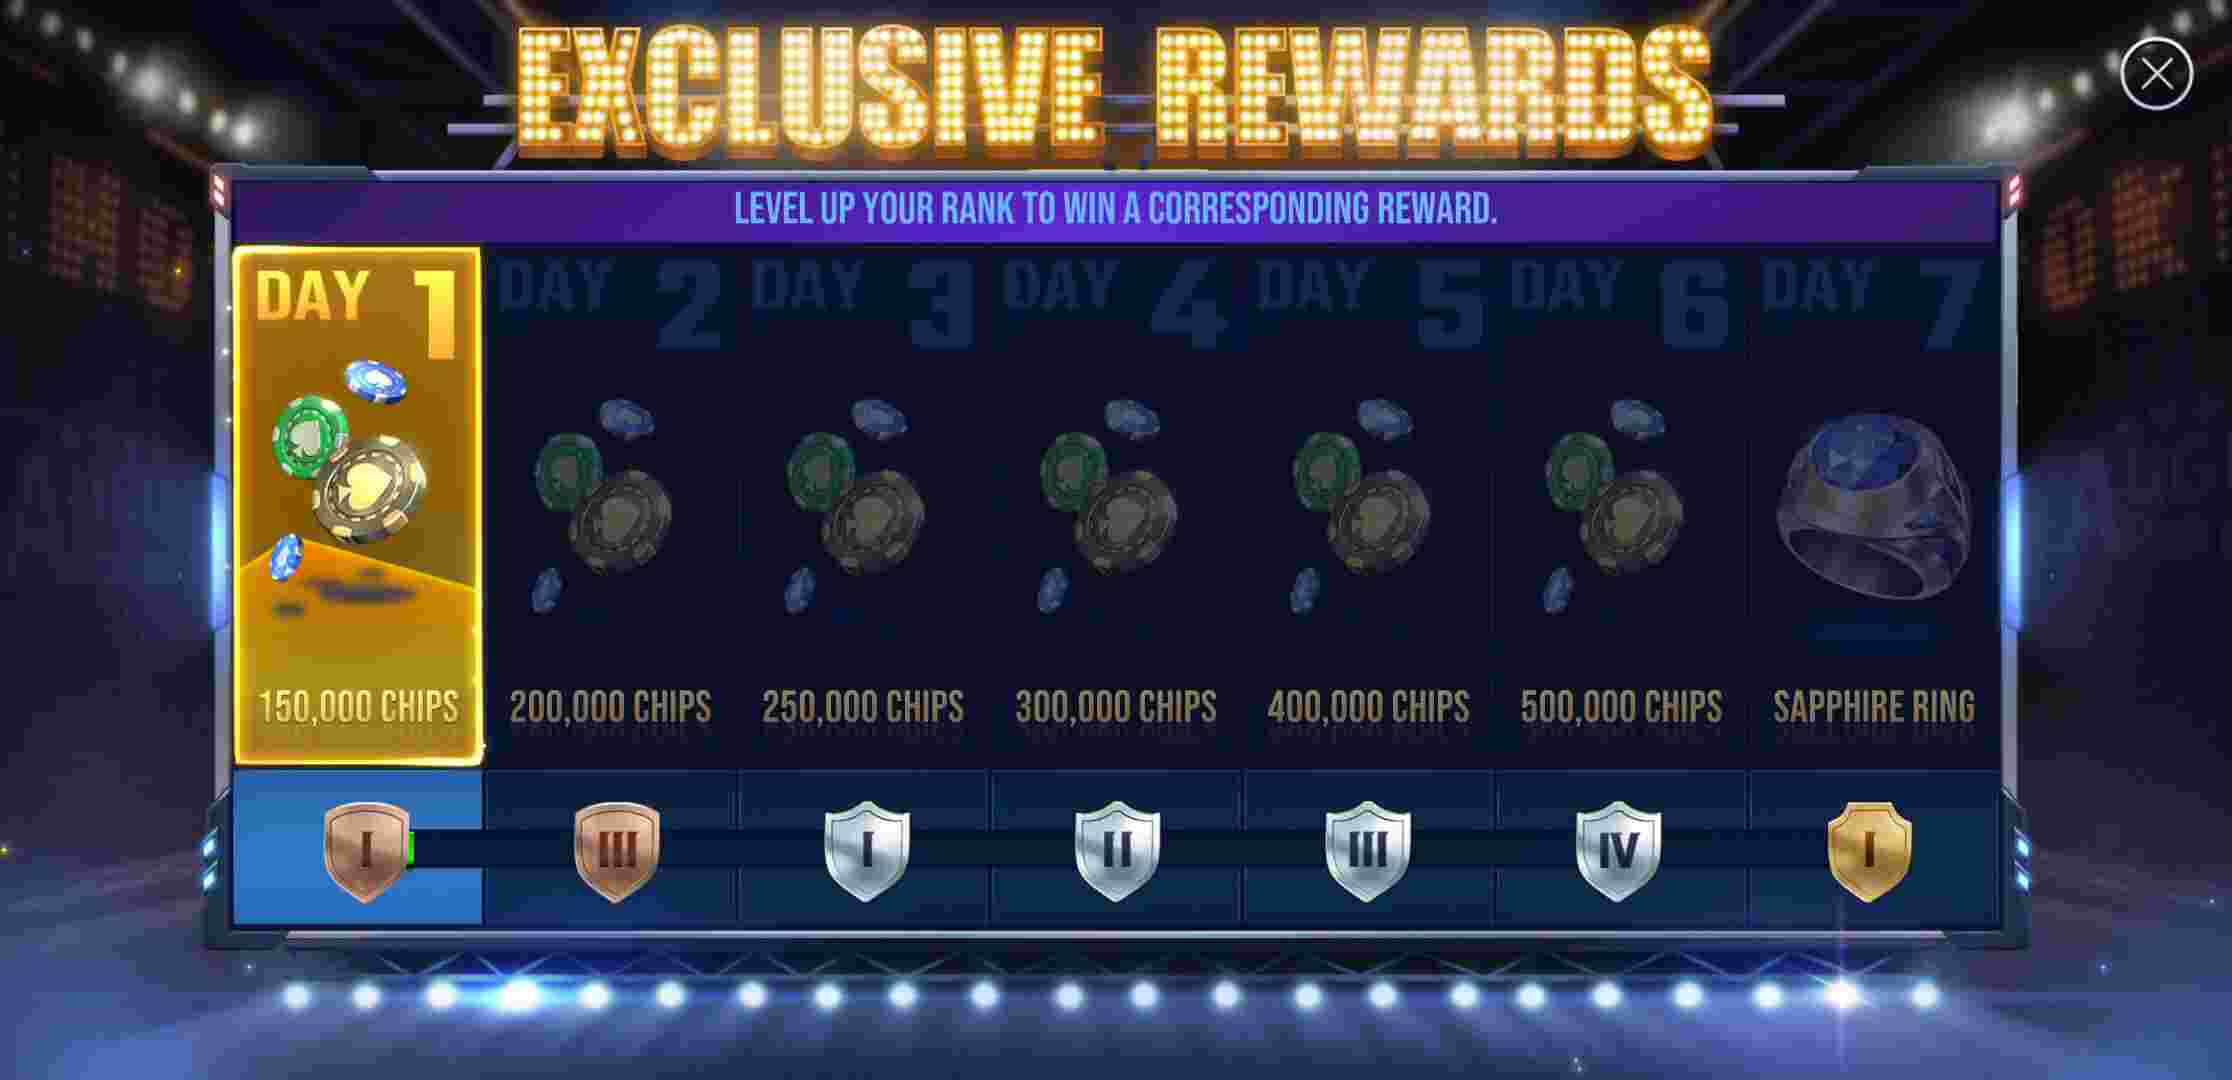 EXCLUSIVE REWARDS
LEVEL UP YOUR RANK TO WIN A CORRESPONDING REWARD.
DAY 1
DAY 2
DAY 3
DAY 4
DAY 5
DAY 6
DAY 7
150,000 CHIPS
200,000 CHIPS
250,000 CHIPS
300,000 CHIPS
400,000 CHIPS
500,000 CHIPS
SAPPHIRE RING
I
III
I
II
III
IV
I